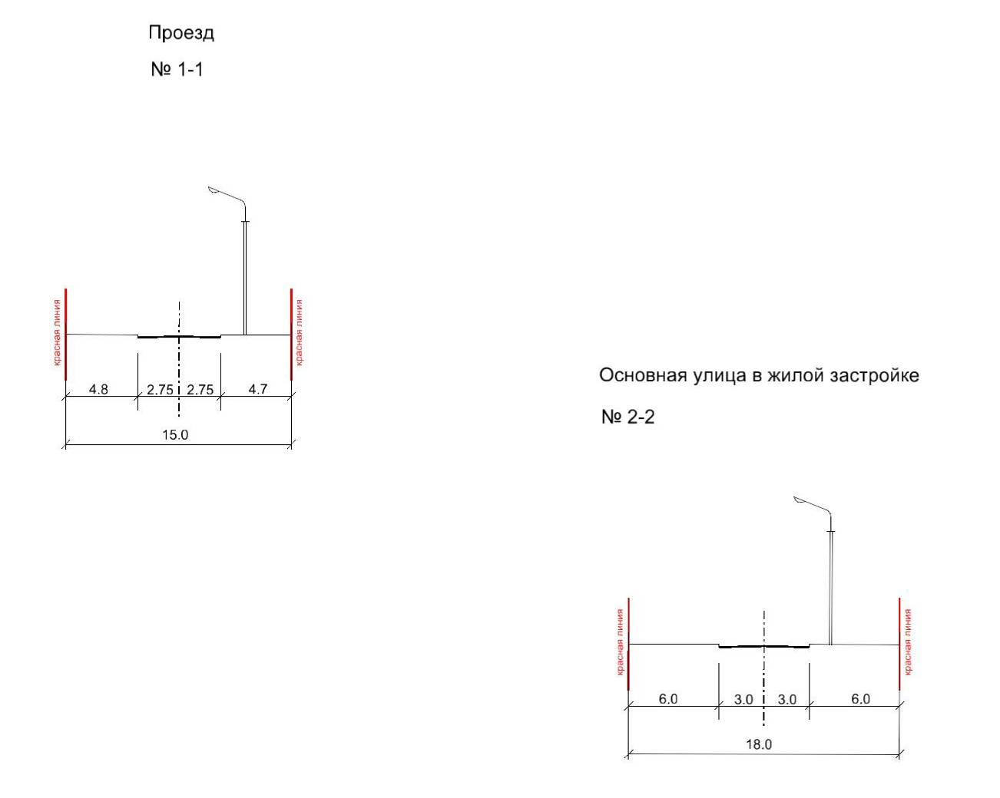 Проезд
№ 1-1
красная линия
красная линия
4.8
2.75
2.75
4.7
15.0
Основная улица в жилой застройке
№ 2-2
красная линия
красная линия
6.0
3.0
3.0
6.0
18.0